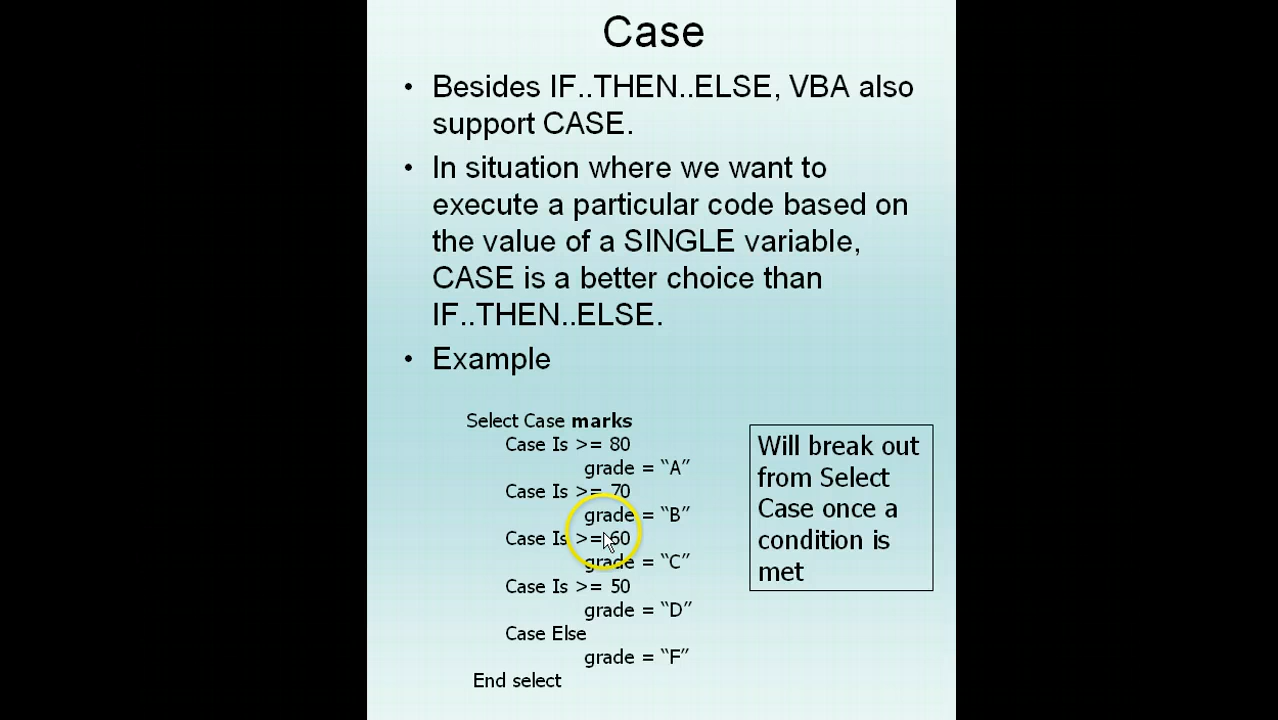 Case
• Besides IF..THEN..ELSE, VBA also
support CASE.
• In situation where we want to
execute a particular code based on
the value of a SINGLE variable,
CASE is a better choice than
IF..THEN..ELSE.
• Example
Select Case marks
Case Is >= 80
grade = “A”
Case Is >= 70
grade = “B”
Case Is >= 60
grade = “C”
Case Is >= 50
grade = “D”
Case Else
grade = “F”
End select
Will break out
from Select
Case once a
condition is
met